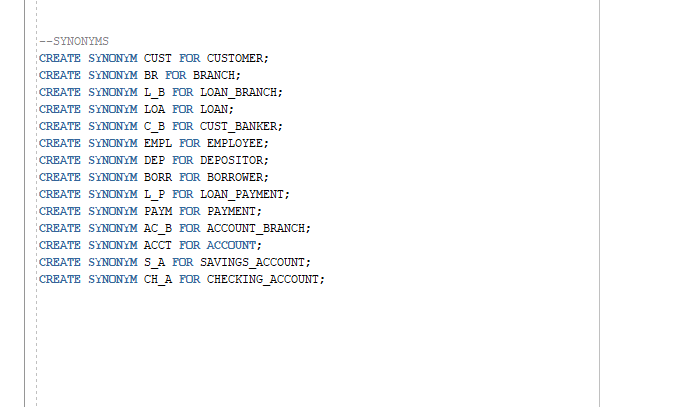 --SYNONYMS
CREATE SYNONYM CUST FOR CUSTOMER;
CREATE SYNONYM BR FOR BRANCH;
CREATE SYNONYM L_B FOR LOAN_BRANCH;
CREATE SYNONYM LOA FOR LOAN;
CREATE SYNONYM C_B FOR CUST_BANKER;
CREATE SYNONYM EMPL FOR EMPLOYEE;
CREATE SYNONYM DEP FOR DEPOSITOR;
CREATE SYNONYM BORR FOR BORROWER;
CREATE SYNONYM L_P FOR LOAN_PAYMENT;
CREATE SYNONYM PAYM FOR PAYMENT;
CREATE SYNONYM AC_B FOR ACCOUNT_BRANCH;
CREATE SYNONYM ACCT FOR ACCOUNT;
CREATE SYNONYM S_A FOR SAVINGS_ACCOUNT;
CREATE SYNONYM CH_A FOR CHECKING_ACCOUNT;